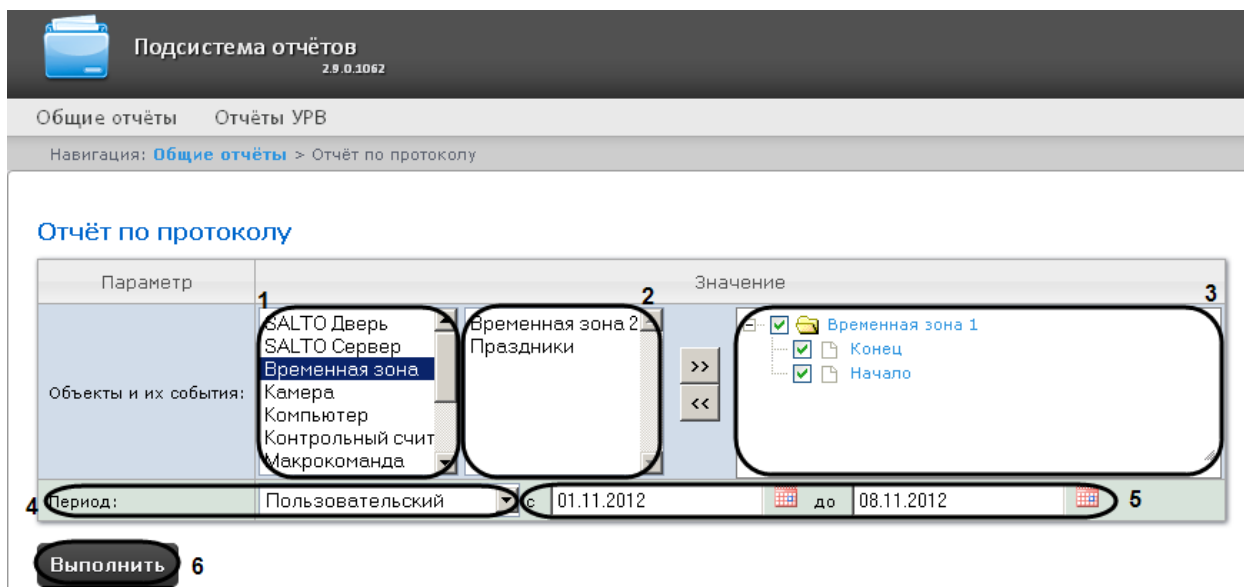 Подсистема отчётов
2.9.0.1062
Общие отчёты Отчёты УРВ
Навигация: Общие отчёты > Отчёт по протоколу
Отчёт по протоколу
Параметр
Значение
1
2
3
Объекты и их события:
SALTO Дверь
SALTO Сервер
Временная зона
Камера
Компьютер
Контрольный счит
Макрокоманда
Временная зона 2
Праздники
>>
<<
Временная зона 1
Конец
Начало
4 Период: Пользовательский с 01.11.2012 до 08.11.2012 5
Выполнить 6